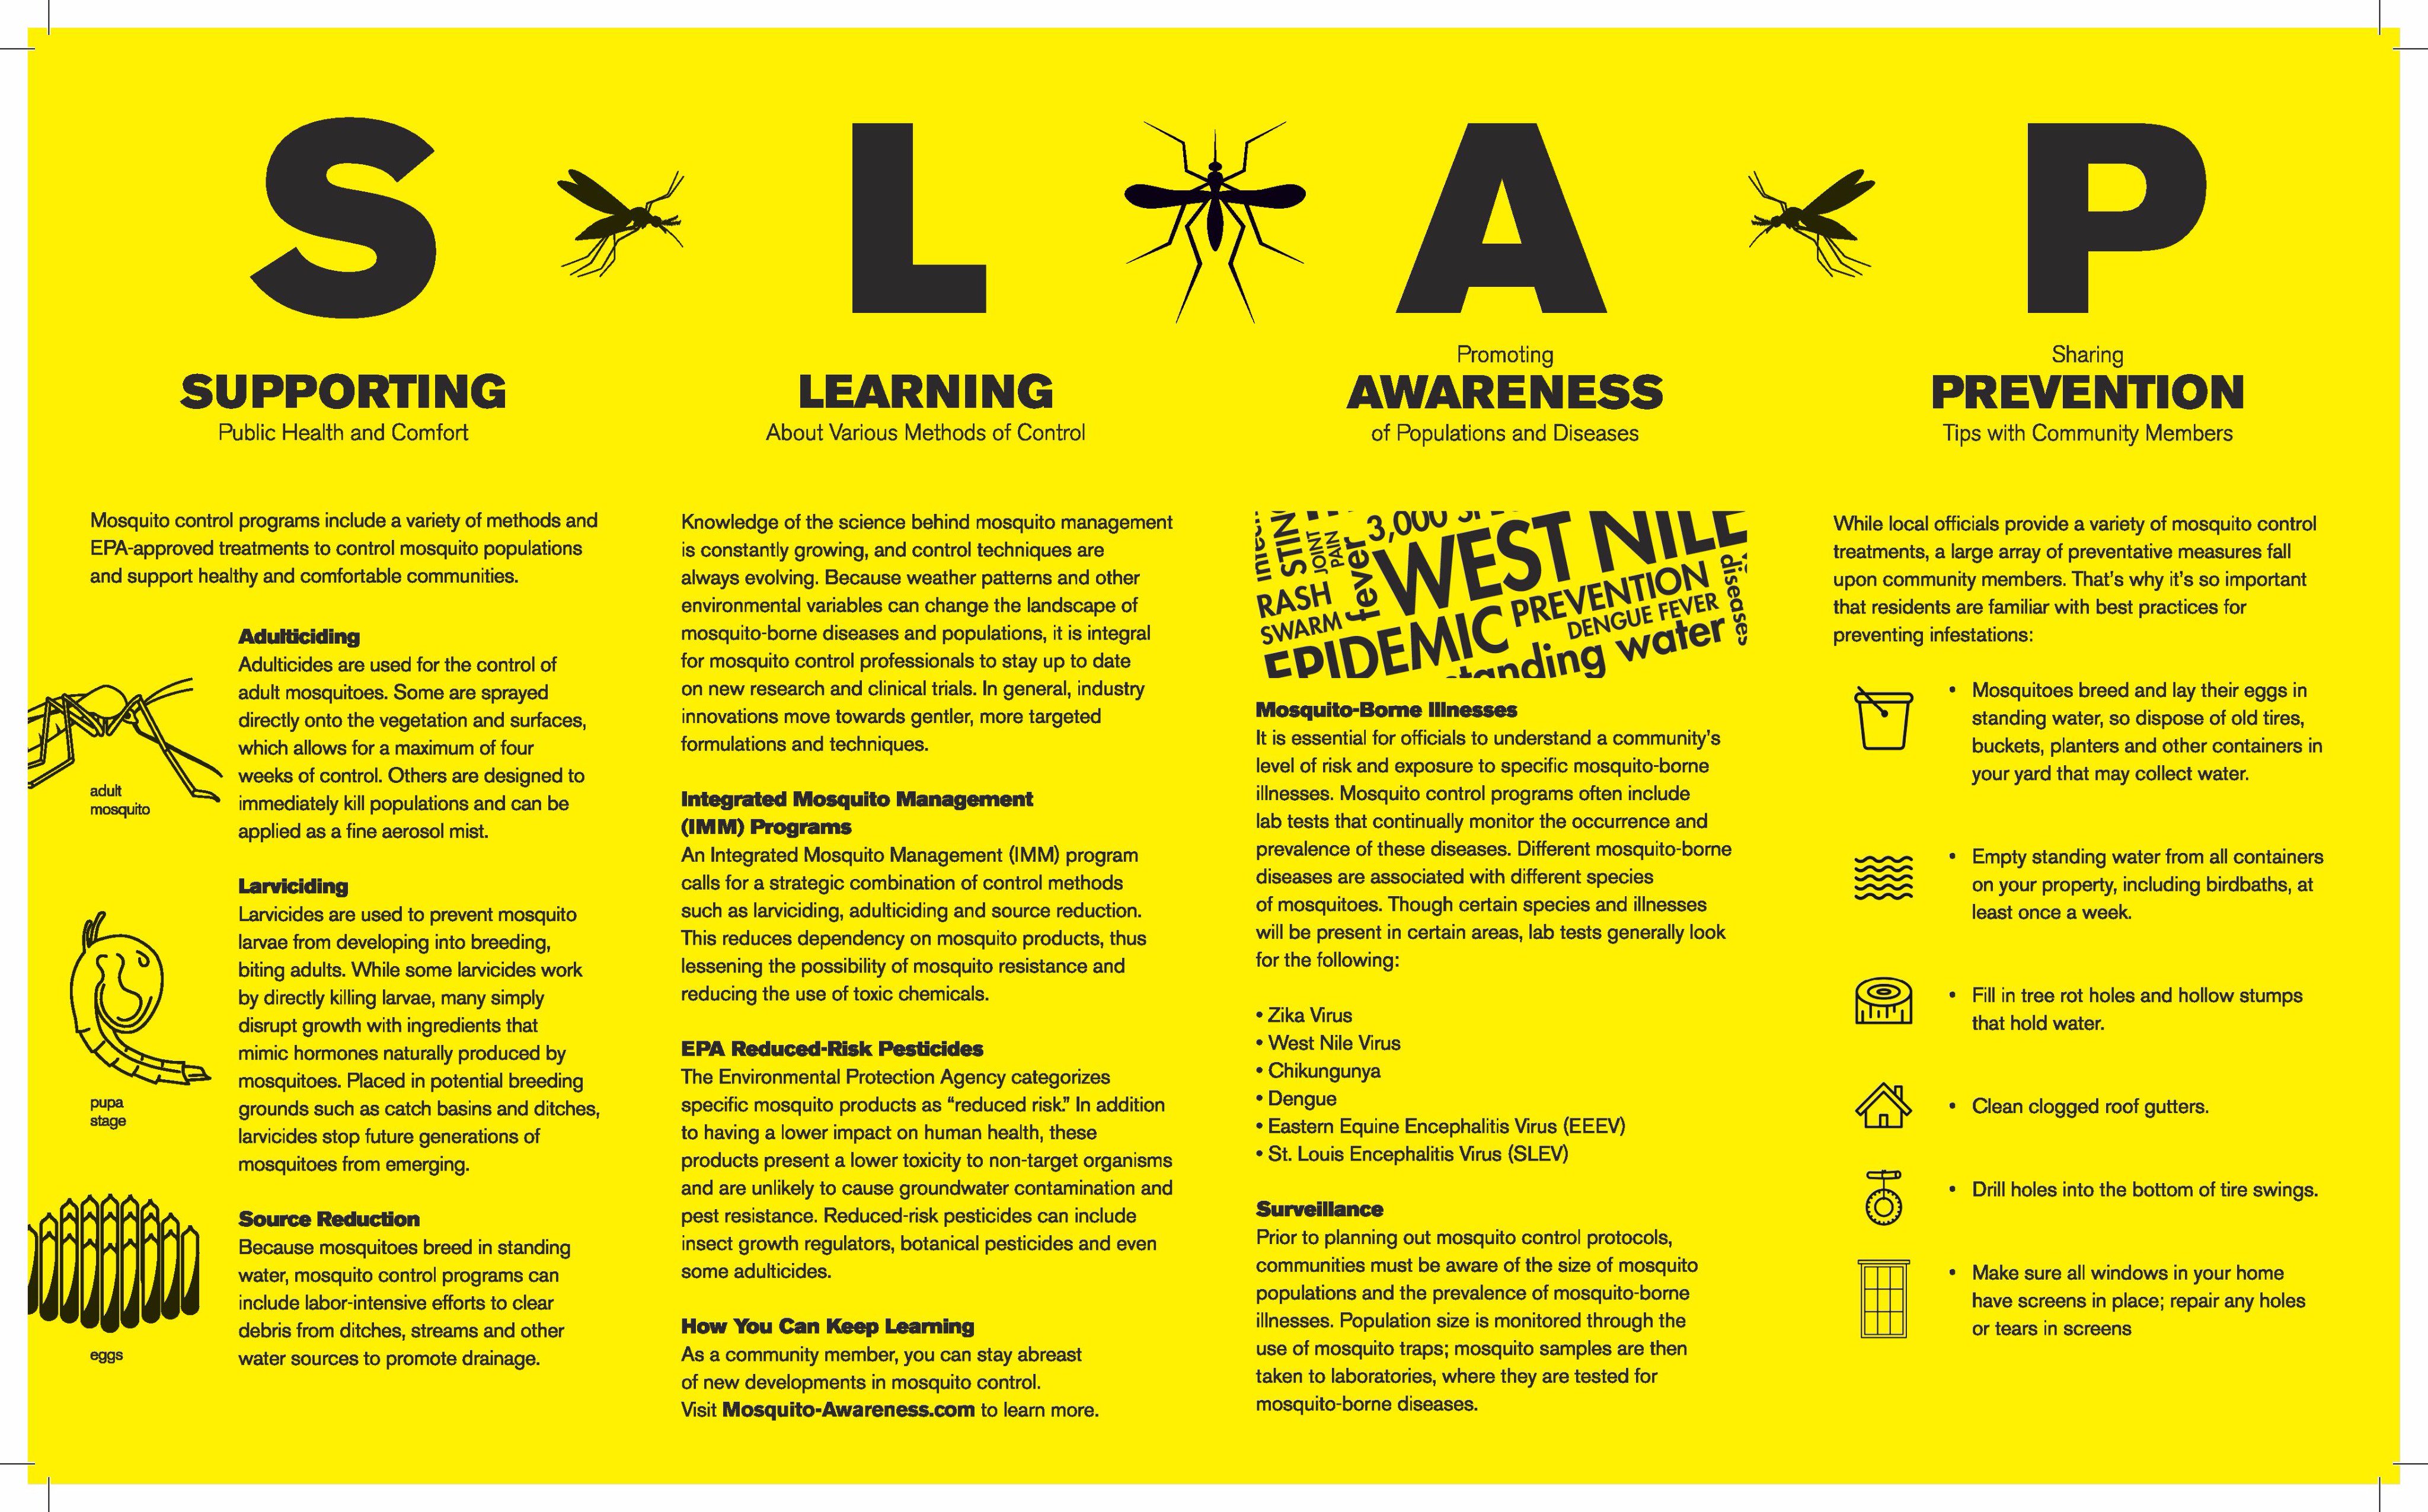 S
L
A
P
SUPPORTING
Public Health and Comfort
Mosquito control programs include a variety of methods and
EPA-approved treatments to control mosquito populations
and support healthy and comfortable communities.
Adulticiding
Adulticides are used for the control of
adult mosquitoes. Some are sprayed
directly onto the vegetation and surfaces,
which allows for a maximum of four
weeks of control. Others are designed to
immediately kill populations and can be
applied as a fine aerosol mist.
adult
mosquito
Larviciding
Larvicides are used to prevent mosquito
larvae from developing into breeding,
biting adults. While some larvicides work
by directly killing larvae, many simply
disrupt growth with ingredients that
mimic hormones naturally produced by
mosquitoes. Placed in potential breeding
grounds such as catch basins and ditches,
larvicides stop future generations of
mosquitoes from emerging.
pupa
stage
Source Reduction
Because mosquitoes breed in standing
water, mosquito control programs can
include labor-intensive efforts to clear
debris from ditches, streams and other
water sources to promote drainage.
eggs
LEARNING
About Various Methods of Control
Knowledge of the science behind mosquito management
is constantly growing, and control techniques are
always evolving. Because weather patterns and other
environmental variables can change the landscape of
mosquito-borne diseases and populations, it is integral
for mosquito control professionals to stay up to date
on new research and clinical trials. In general, industry
innovations move towards gentler, more targeted
formulations and techniques.
Integrated Mosquito Management
(IMM) Programs
An Integrated Mosquito Management (IMM) program
calls for a strategic combination of control methods
such as larviciding, adulticiding and source reduction.
This reduces dependency on mosquito products, thus
lessening the possibility of mosquito resistance and
reducing the use of toxic chemicals.
EPA Reduced-Risk Pesticides
The Environmental Protection Agency categorizes
specific mosquito products as “reduced risk.” In addition
to having a lower impact on human health, these
products present a lower toxicity to non-target organisms
and are unlikely to cause groundwater contamination and
pest resistance. Reduced-risk pesticides can include
insect growth regulators, botanical pesticides and even
some adulticides.
How You Can Keep Learning
As a community member, you can stay abreast
of new developments in mosquito control.
Visit Mosquito-Awareness.com to learn more.
Promoting
AWARENESS
of Populations and Diseases
STING
JOINT
PAIN
fever
3,000
WEST NILE
RASH
SWARM
PREVENTION
DENGUE FEVER
diseases
EPIDEMIC
standing water
Mosquito-Borne Illnesses
It is essential for officials to understand a community’s
level of risk and exposure to specific mosquito-borne
illnesses. Mosquito control programs often include
lab tests that continually monitor the occurrence and
prevalence of these diseases. Different mosquito-borne
diseases are associated with different species
of mosquitoes. Though certain species and illnesses
will be present in certain areas, lab tests generally look
for the following:
• Zika Virus
• West Nile Virus
• Chikungunya
• Dengue
• Eastern Equine Encephalitis Virus (EEEV)
• St. Louis Encephalitis Virus (SLEV)
Surveillance
Prior to planning out mosquito control protocols,
communities must be aware of the size of mosquito
populations and the prevalence of mosquito-borne
illnesses. Population size is monitored through the
use of mosquito traps; mosquito samples are then
taken to laboratories, where they are tested for
mosquito-borne diseases.
Sharing
PREVENTION
Tips with Community Members
While local officials provide a variety of mosquito control
treatments, a large array of preventative measures fall
upon community members. That’s why it’s so important
that residents are familiar with best practices for
preventing infestations:
• Mosquitoes breed and lay their eggs in
standing water, so dispose of old tires,
buckets, planters and other containers in
your yard that may collect water.
• Empty standing water from all containers
on your property, including birdbaths, at
least once a week.
• Fill in tree rot holes and hollow stumps
that hold water.
• Clean clogged roof gutters.
• Drill holes into the bottom of tire swings.
• Make sure all windows in your home
have screens in place; repair any holes
or tears in screens